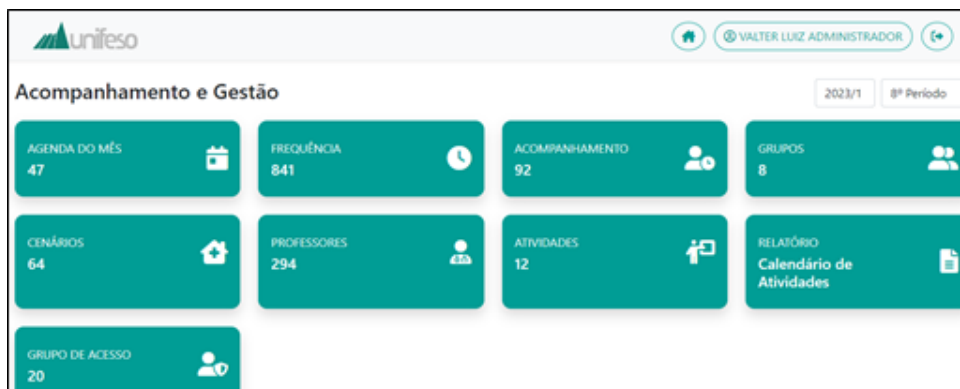 unifeso
VALTER LUIZ ADMINISTRADOR
Acompanhamento e Gestão
2023/1
8º Período
AGENDA DO MÊS
47
FREQUÊNCIA
841
ACOMPANHAMENTO
92
GRUPOS
8
CENÁRIOS
64
PROFESSORES
294
ATIVIDADES
12
RELATÓRIO
Calendário de
Atividades
GRUPO DE ACESSO
20